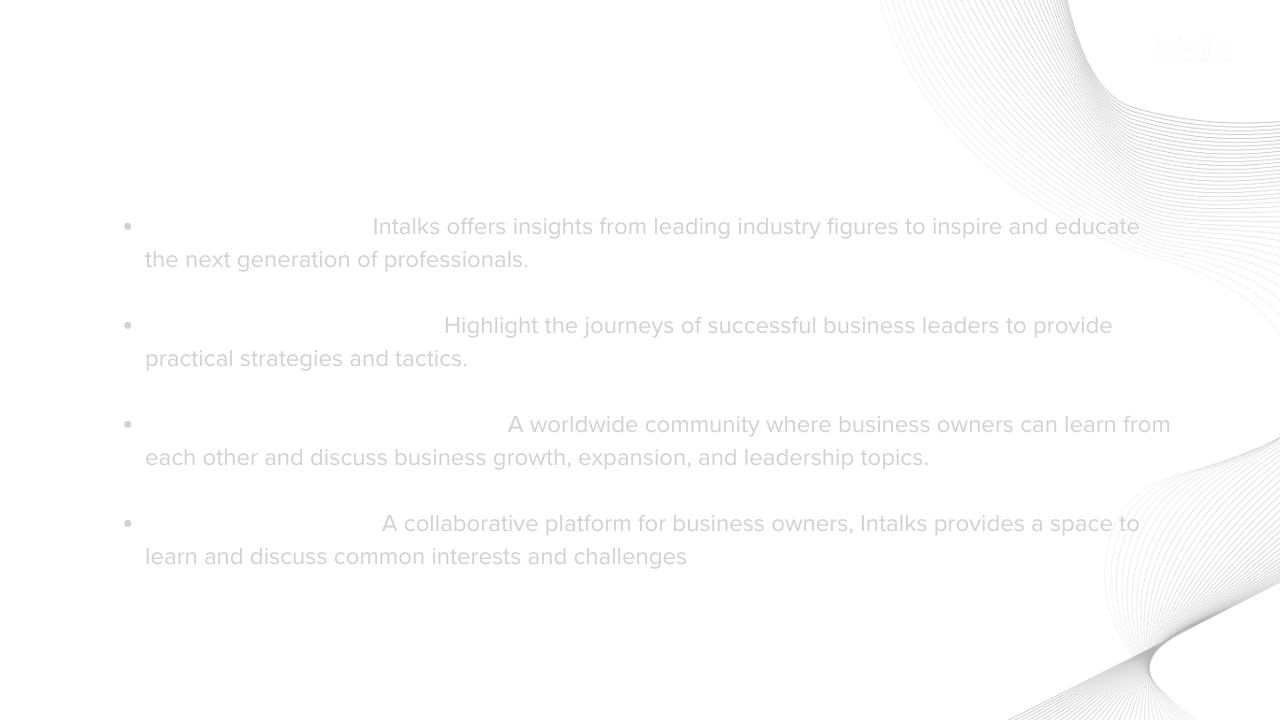 • Intalks offers insights from leading industry figures to inspire and educate
the next generation of professionals.
• Highlight the journeys of successful business leaders to provide
practical strategies and tactics.
• A worldwide community where business owners can learn from
each other and discuss business growth, expansion, and leadership topics.
• A collaborative platform for business owners, Intalks provides a space to
learn and discuss common interests and challenges